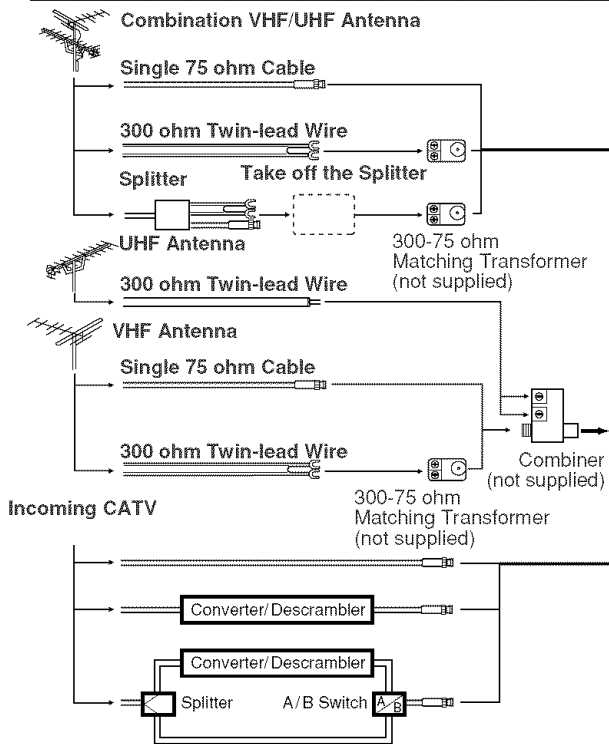 Combination VHF/UHF Antenna
Single 75 ohm Cable
300 ohm Twin-lead Wire
Splitter
Take off the Splitter
300-75 ohm
Matching Transformer
(not supplied)
UHF Antenna
300 ohm Twin-lead Wire
VHF Antenna
Single 75 ohm Cable
300 ohm Twin-lead Wire
Combiner
(not supplied)
300-75 ohm
Matching Transformer
(not supplied)
Incoming CATV
Converter/Descrambler
Converter/Descrambler
Splitter
A/B Switch
A
B